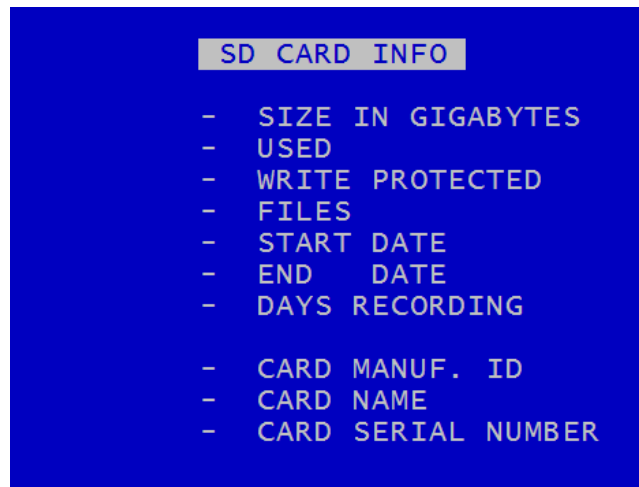 SD CARD INFO
- SIZE IN GIGABYTES
- USED
- WRITE PROTECTED
- FILES
- START DATE
- END DATE
- DAYS RECORDING
- CARD MANUF. ID
- CARD NAME
- CARD SERIAL NUMBER